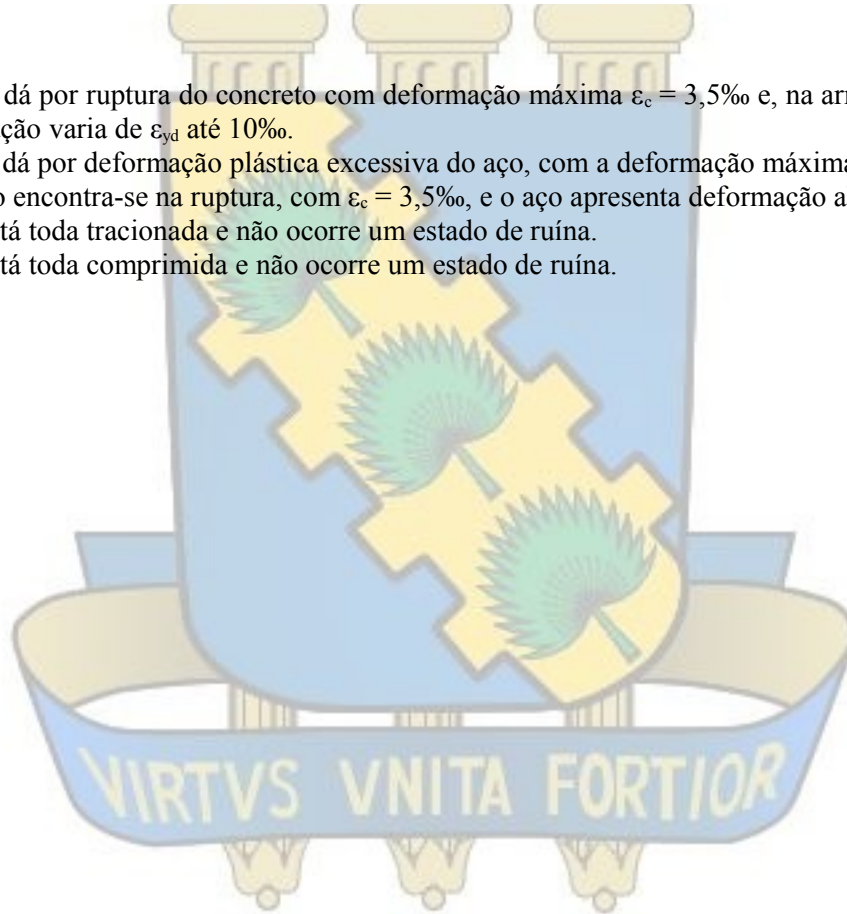 dá por ruptura do concreto com deformação máxima εc = 3,5‰ e, na
ção varia de εyd até 10‰.
dá por deformação plástica excessiva do aço, com a deformação máxima
o encontra-se na ruptura, com εc = 3,5‰, e o aço apresenta deformação
tá toda tracionada e não ocorre um estado de ruína.
tá toda comprimida e não ocorre um estado de ruína.
VIRTVS VNITA FORTIOR